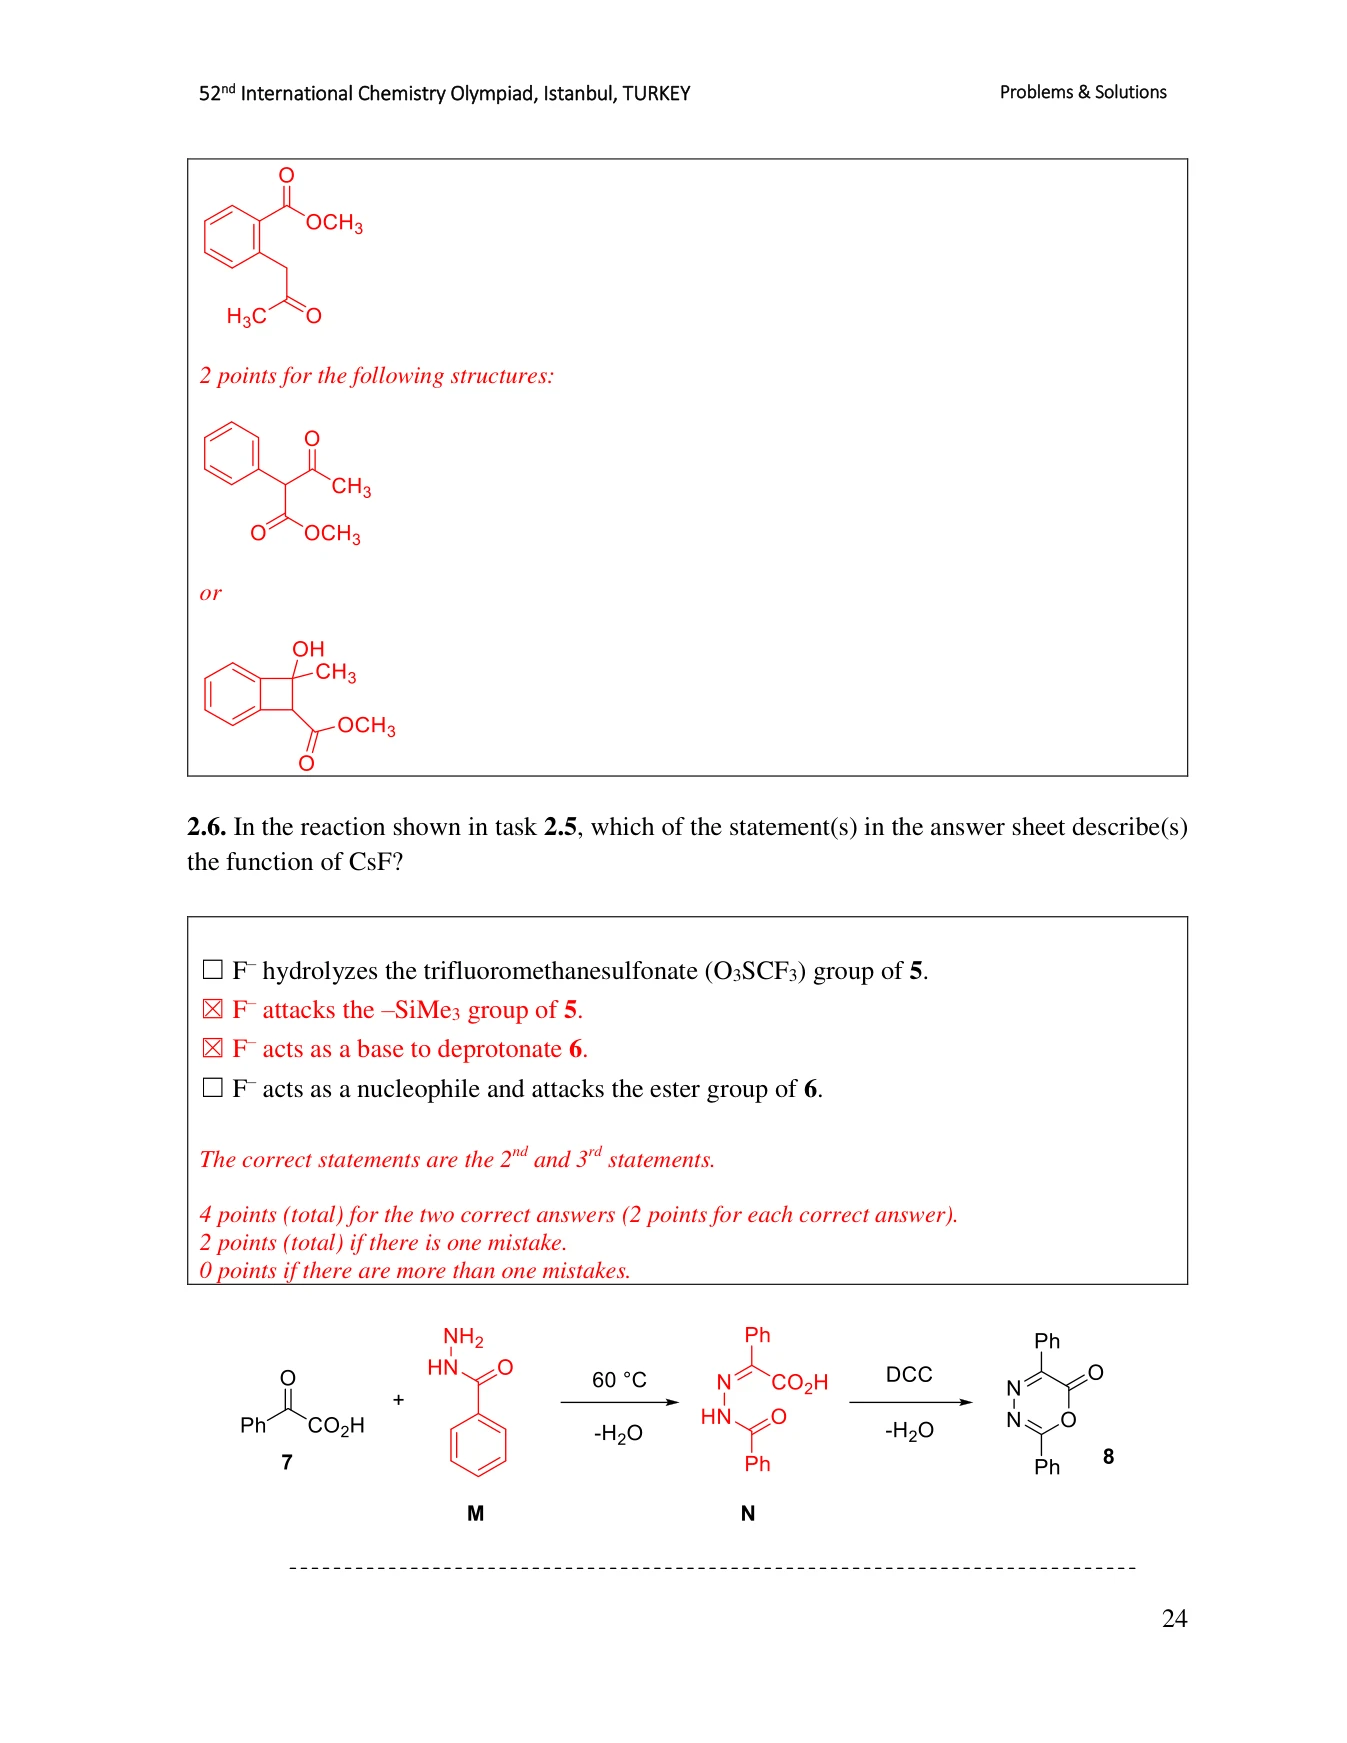 52nd International Chemistry Olympiad, Istanbul, TURKEY Problems & Solutions
O
OCH3
H3C O
2 points for the following structures:
O
CH3
O OCH3
or
OH
CH3
OCH3
O
2.6. In the reaction shown in task 2.5, which of the statement(s) in the answer sheet describe(s)
the function of CsF?
☐ F– hydrolyzes the trifluoromethanesulfonate (O3SCF3) group of 5.
☒ F– attacks the –SiMe3 group of 5.
☒ F– acts as a base to deprotonate 6.
☐ F– acts as a nucleophile and attacks the ester group of 6.
The correct statements are the 2nd and 3rd statements.
4 points (total) for the two correct answers (2 points for each correct answer).
2 points (total) if there is one mistake.
0 points if there are more than one mistakes.
O
Ph CO2H
7
+
NH2
HN O
M
60 °C
-H2O
Ph
N CO2H
HN O
Ph
N
DCC
-H2O
Ph
N O
N O
Ph
8
24